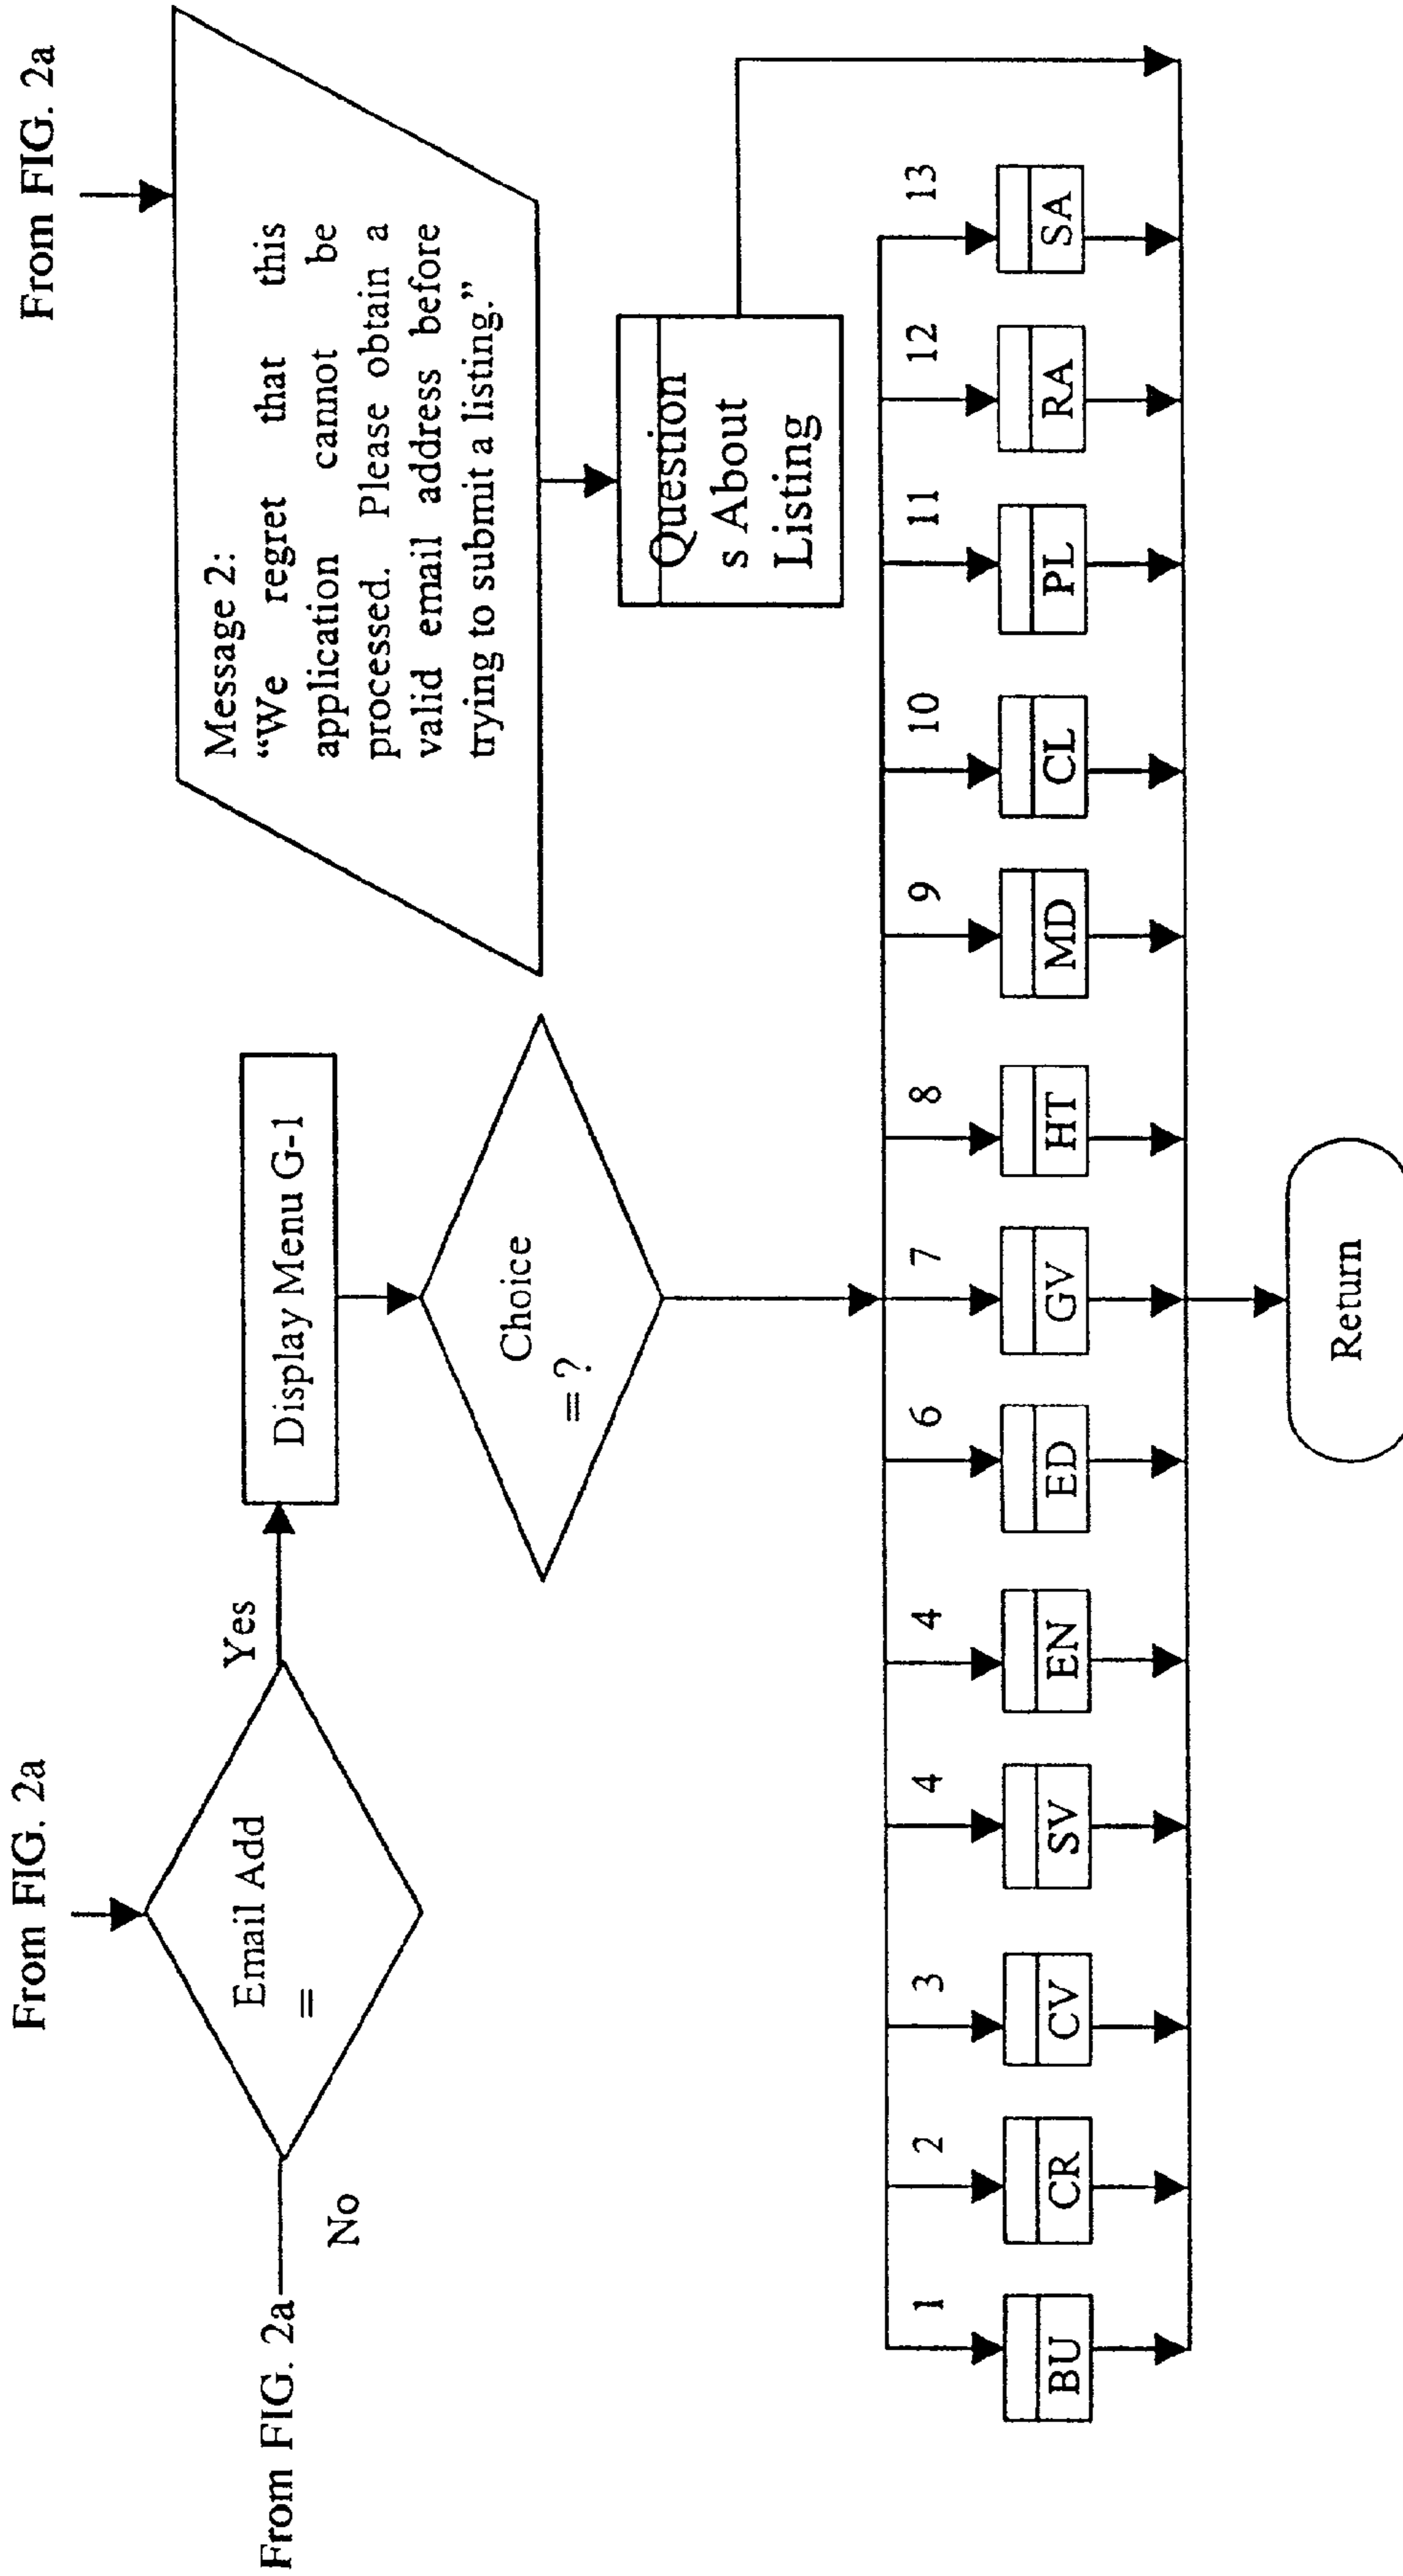 From FIG. 2a
From FIG. 2a
Email Add
=
Yes
No
From FIG. 2a
Display Menu G-1
Choice
= ?
Message 2:
“We regret that this
application cannot be
processed. Please obtain a
valid email address before
trying to submit a listing.”
Question
s About
Listing
1
2
3
4
4
6
7
8
9
10
11
12
13
BU
CR
CV
SV
EN
ED
GV
HT
MD
CL
PL
RA
SA
Return